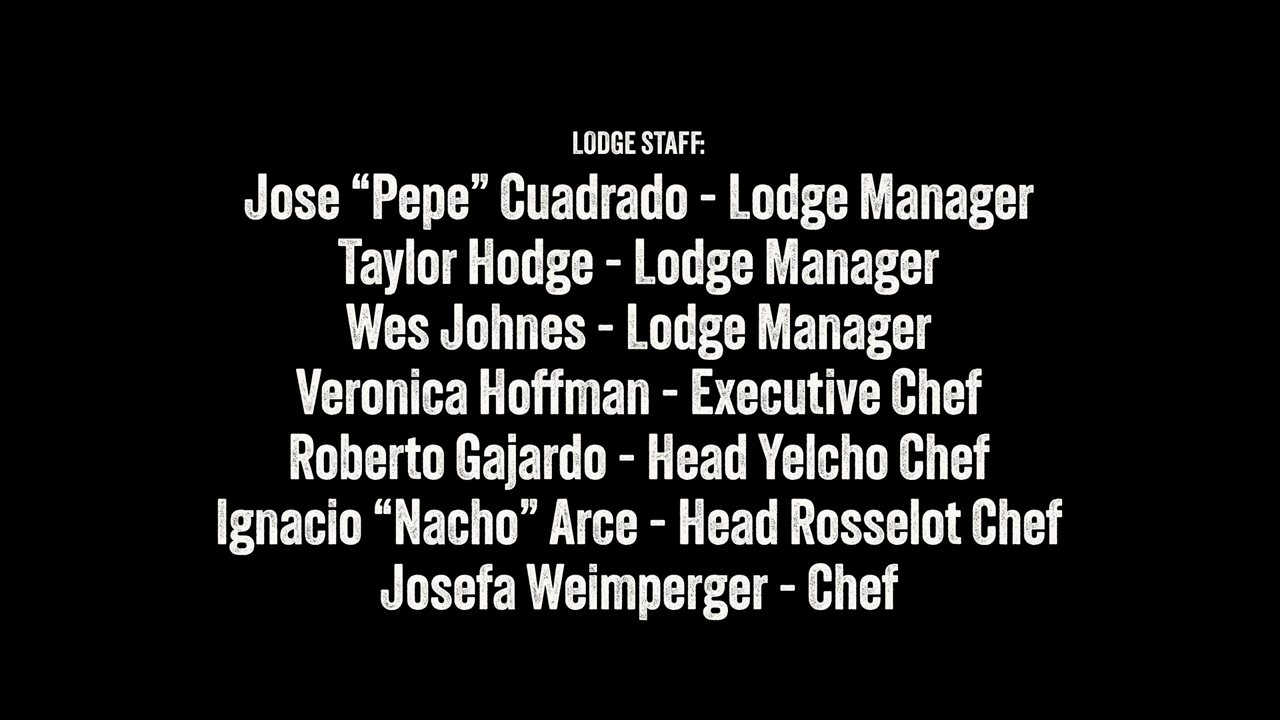 LODGE STAFF:
Jose “Pepe” Cuadrado - Lodge Manager
Taylor Hodge - Lodge Manager
Wes Johnes - Lodge Manager
Veronica Hoffman - Executive Chef
Roberto Gajardo - Head Yelcho Chef
Ignacio “Nacho” Arce - Head Rosselot Chef
Josefa Weimperger - Chef